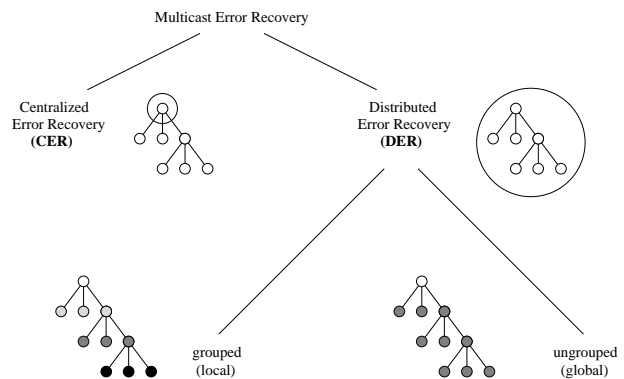 Multicast Error Recovery
Centralized
Error Recovery
(CER)
Distributed
Error Recovery
(DER)
grouped
(local)
ungrouped
(global)